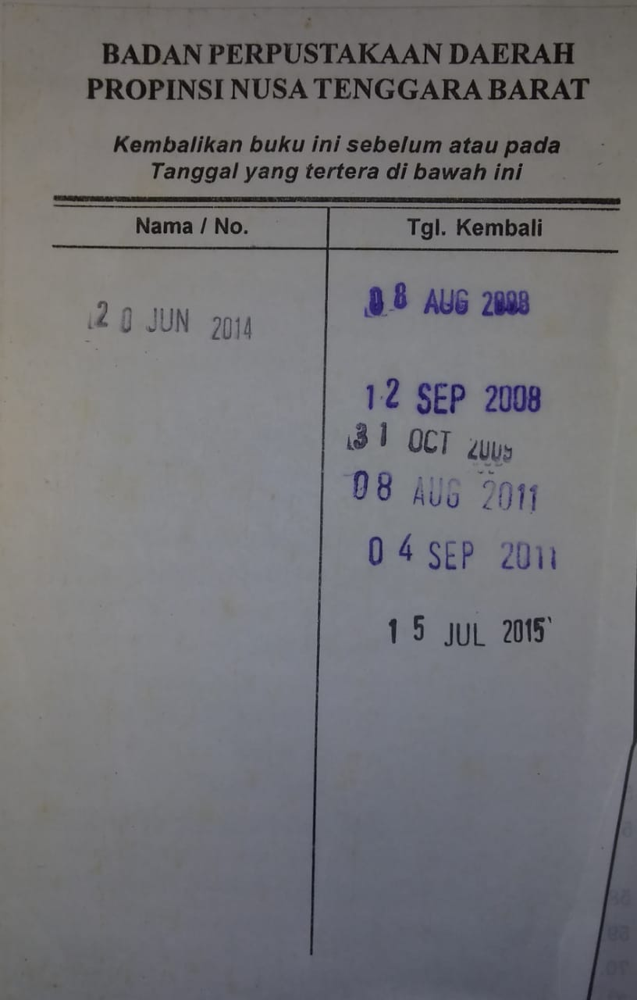 BADAN PERPUSTAKAAN DAERAH
PROPINSI NUSA TENGGARA BARAT
Kembalikan buku ini sebelum atau pada
Tanggal yang tertera di bawah ini
Nama / No.
Tgl. Kembali
20 JUN 2014
08 AUG 2008
12 SEP 2008
31 OCT 2009
08 AUG 2011
04 SEP 2011
15 JUL 2015